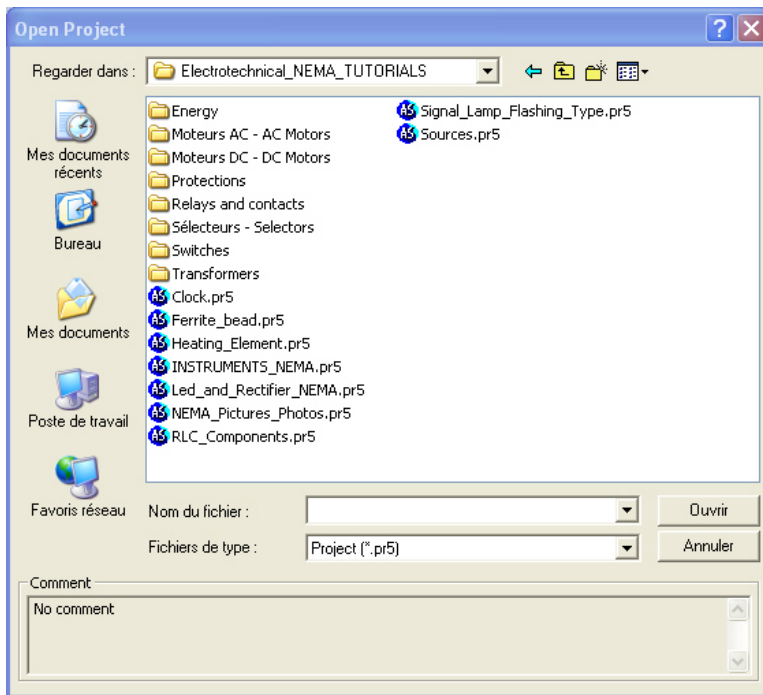 Open Project
Regarder dans :
Electrotechnical_NEMA_TUTORIALS
Mes documents
récents
Bureau
Mes documents
Poste de travail
Favoris réseau
Energy
Moteurs AC - AC Motors
Moteurs DC - DC Motors
Protections
Relays and contacts
Sélecteurs - Selectors
Switches
Transformers
Clock.pr5
Ferrite_bead.pr5
Heating_Element.pr5
INSTRUMENTS_NEMA.pr5
Led_and_Rectifier_NEMA.pr5
NEMA_Pictures_Photos.pr5
RLC_Components.pr5
Signal_Lamp_Flashing_Type.pr5
Sources.pr5
Nom du fichier :
Ouvrir
Fichiers de type :
Project (*.pr5)
Annuler
Comment
No comment